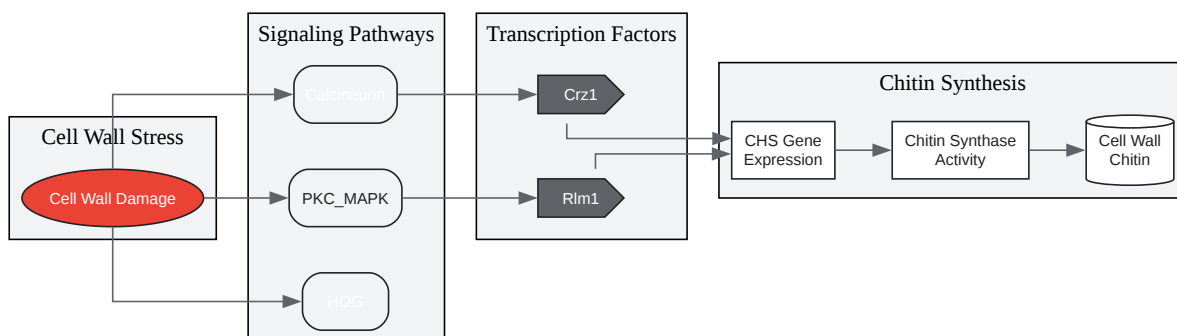 Signaling Pathways
Transcription Factors
Chitin Synthesis
Cell Wall Stress
Calcineurin
Crz1
CHS Gene
Expression
Chitin Synthase
Activity
Cell Wall
Chitin
Cell Wall Damage
PKC_MAPK
Rlm1
HOG